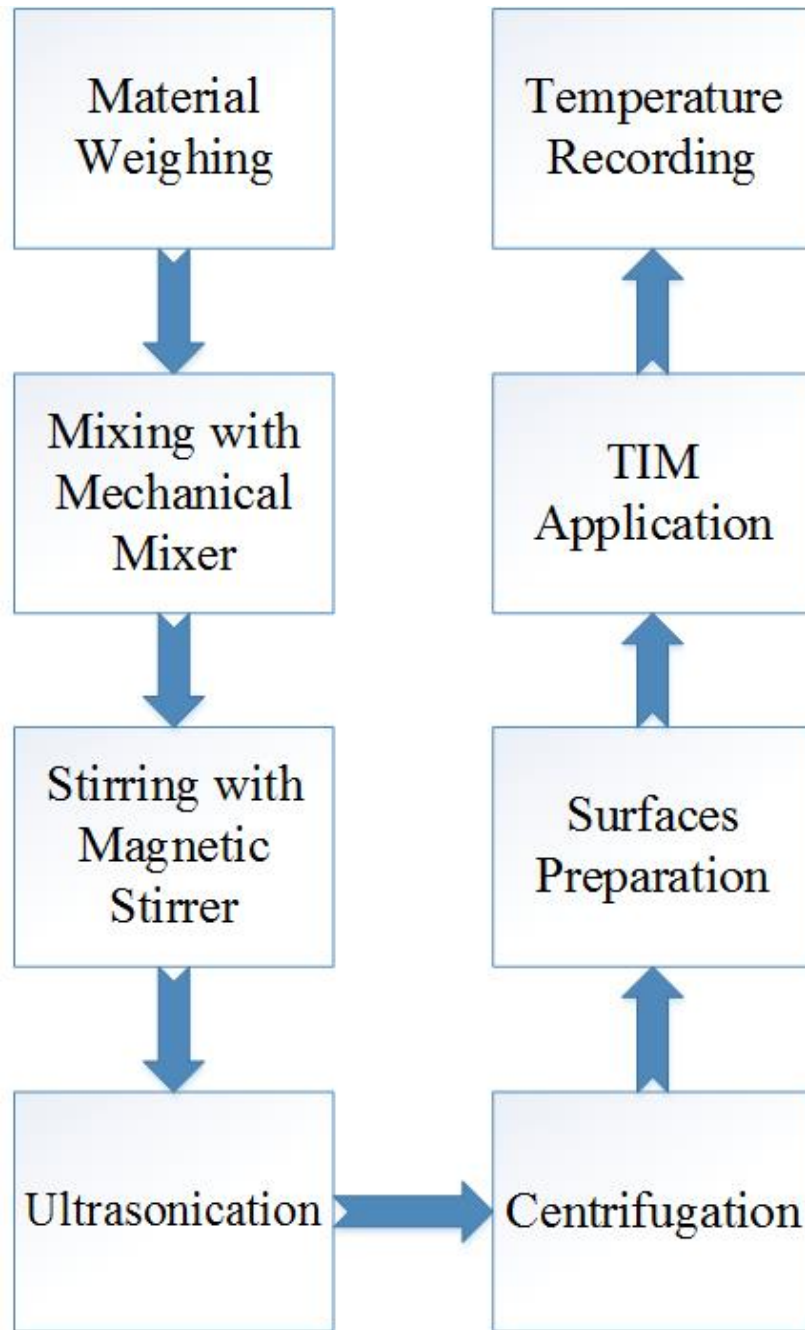 Material
Weighing
Mixing with
Mechanical
Mixer
Stirring with
Magnetic
Stirrer
Ultrasonication
Centrifugation
Surfaces
Preparation
TIM
Application
Temperature
Recording